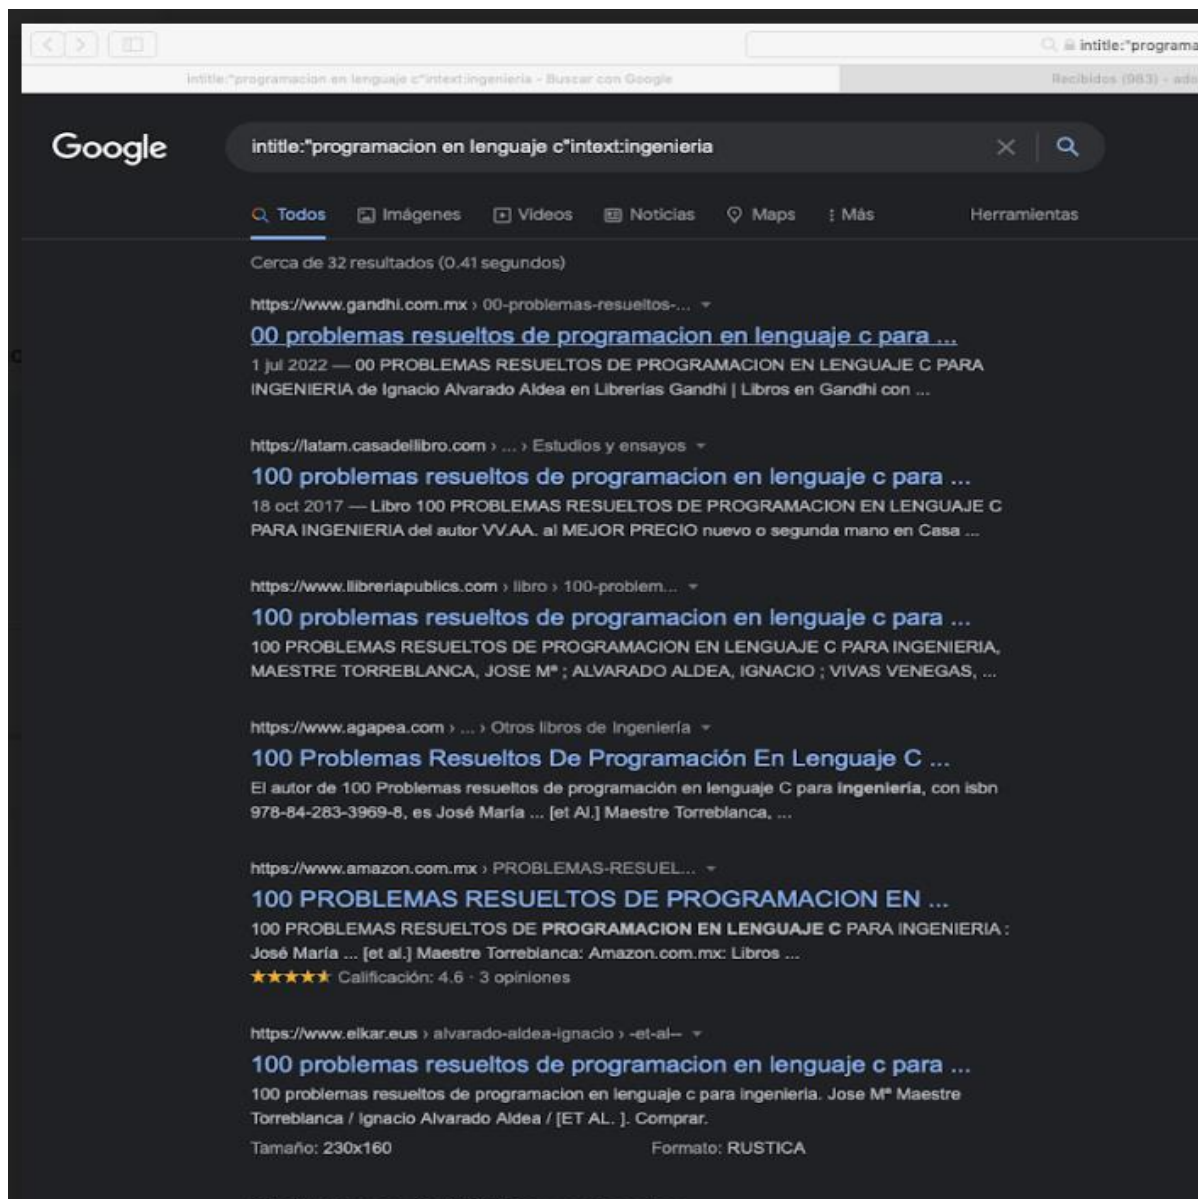 intitle:"programa
intitle:"programacion en lenguaje c"intext:ingenieria - Buscar con Google
Recibidos (983) - ado
Google
intitle:"programacion en lenguaje c"intext:ingenieria
Todos Imágenes Videos Noticias Maps Más Herramientas
Cerca de 32 resultados (0.41 segundos)
https://www.gandhi.com.mx › 00-problemas-resueltos-...
00 problemas resueltos de programacion en lenguaje c para ...
1 jul 2022 — 00 PROBLEMAS RESUELTOS DE PROGRAMACION EN LENGUAJE C PARA
INGENIERIA de Ignacio Alvarado Aldea en Librerías Gandhi | Libros en Gandhi con ...
https://latam.casadellibro.com › ... › Estudios y ensayos
100 problemas resueltos de programacion en lenguaje c para ...
18 oct 2017 — Libro 100 PROBLEMAS RESUELTOS DE PROGRAMACION EN LENGUAJE C
PARA INGENIERIA del autor VV.AA. al MEJOR PRECIO nuevo o segunda mano en Casa ...
https://www.llibreriapublics.com › libro › 100-problem...
100 problemas resueltos de programacion en lenguaje c para ...
100 PROBLEMAS RESUELTOS DE PROGRAMACION EN LENGUAJE C PARA INGENIERIA,
MAESTRE TORREBLANCA, JOSE Mª ; ALVARADO ALDEA, IGNACIO ; VIVAS VENEGAS, ...
https://www.agapea.com › ... › Otros libros de Ingeniería
100 Problemas Resueltos De Programación En Lenguaje C ...
El autor de 100 Problemas resueltos de programación en lenguaje C para ingeniería, con isbn
978-84-283-3969-8, es José María ... [et Al.] Maestre Torreblanca, ...
https://www.amazon.com.mx › PROBLEMAS-RESUEL...
100 PROBLEMAS RESUELTOS DE PROGRAMACION EN ...
100 PROBLEMAS RESUELTOS DE PROGRAMACION EN LENGUAJE C PARA INGENIERIA :
José María ... [et al.] Maestre Torreblanca: Amazon.com.mx: Libros ...
Calificación: 4.6 · 3 opiniones
https://www.elkar.eus › alvarado-aldea-ignacio › -et-al--
100 problemas resueltos de programacion en lenguaje c para ...
100 problemas resueltos de programacion en lenguaje c para ingenieria. Jose Mª Maestre
Torreblanca / Ignacio Alvarado Aldea / [ET AL. ]. Comprar.
Tamaño: 230x160 Formato: RUSTICA